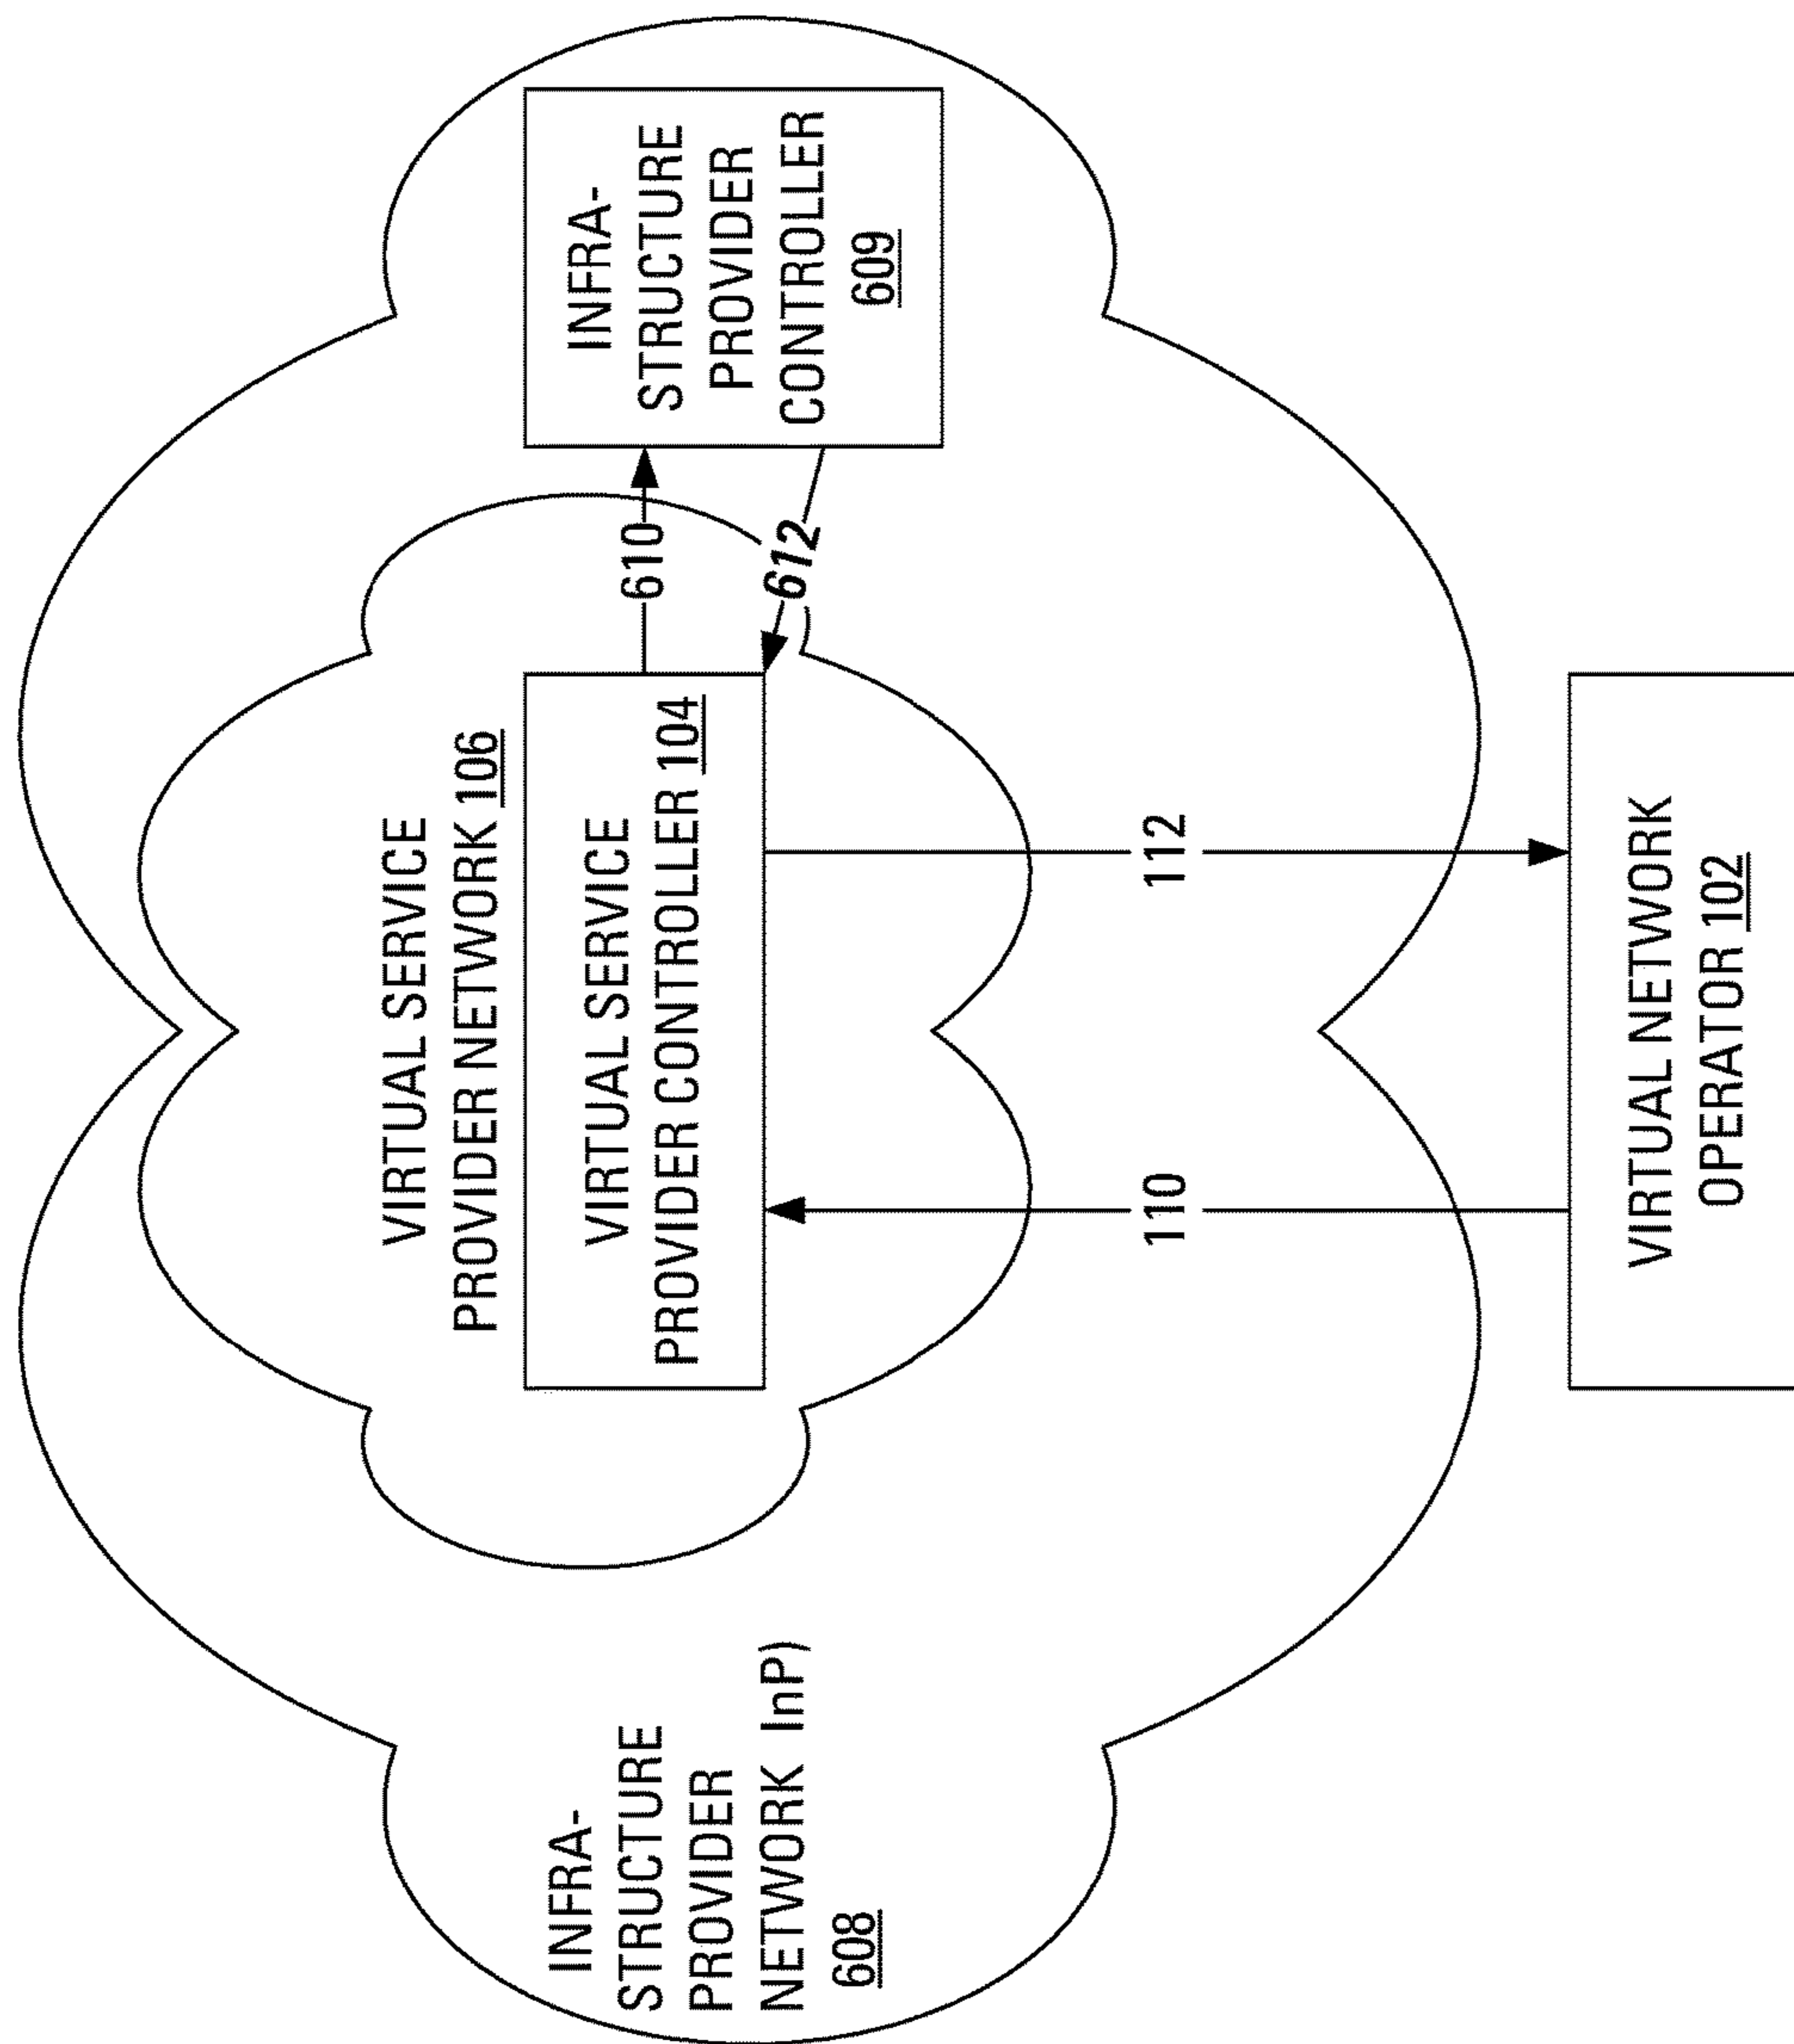 INFRA-
STRUCTURE
PROVIDER
NETWORK InP)
608
VIRTUAL SERVICE
PROVIDER NETWORK 106
VIRTUAL SERVICE
PROVIDER CONTROLLER 104
610
612
INFRA-
STRUCTURE
PROVIDER
CONTROLLER
609
110
112
VIRTUAL NETWORK
OPERATOR 102